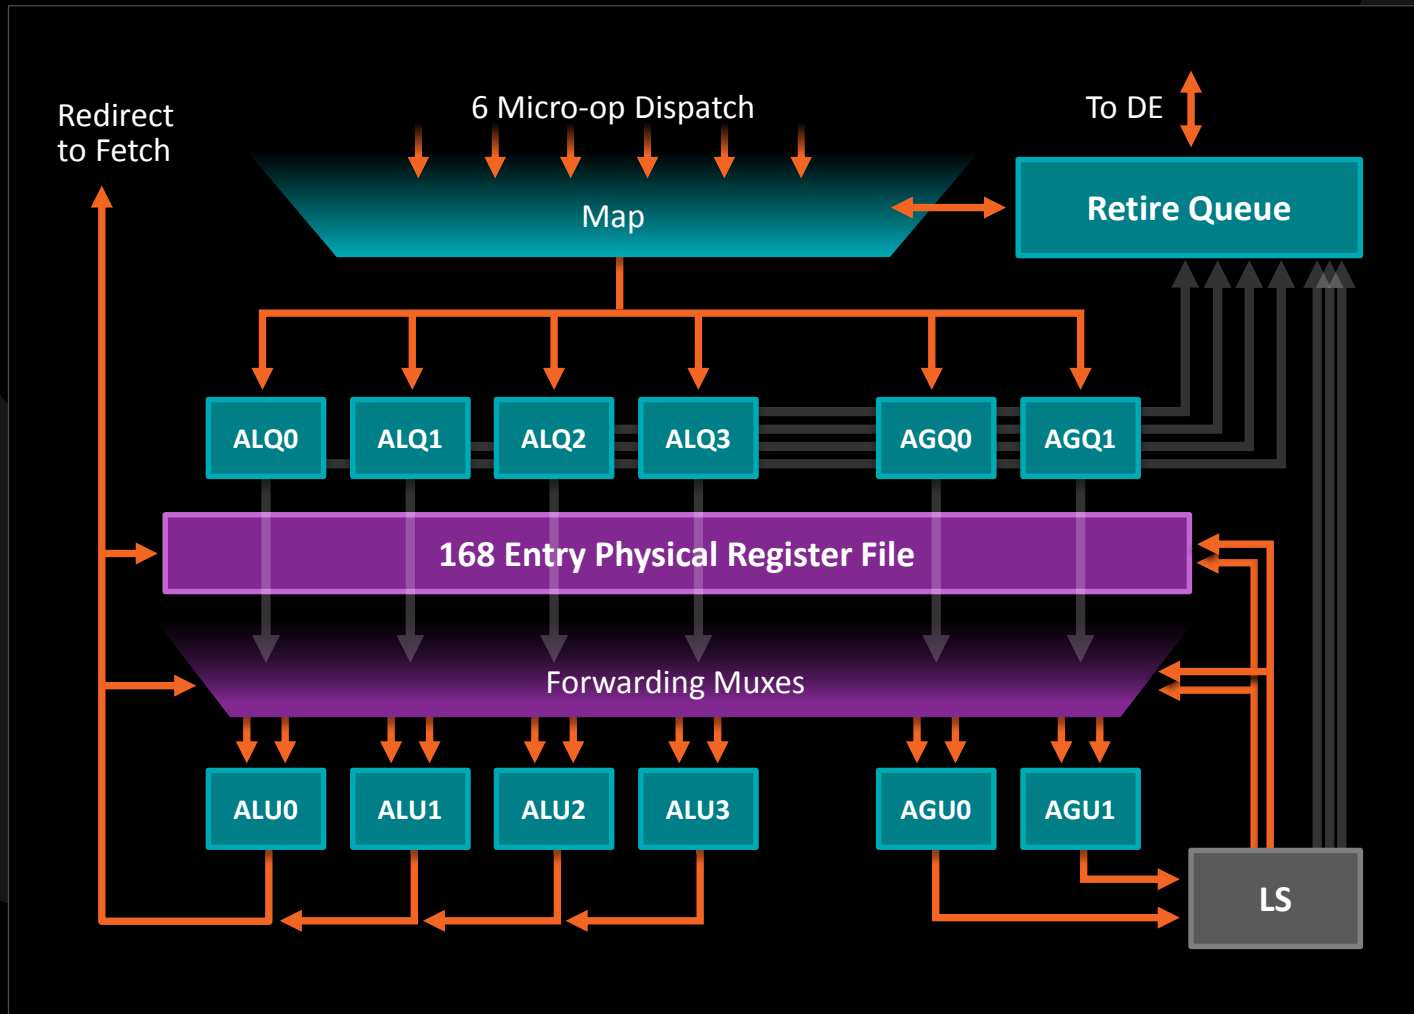 Redirect
to Fetch
6 Micro-op Dispatch
To DE
Map
Retire Queue
ALQ0
ALQ1
ALQ2
ALQ3
AGQ0
AGQ1
168 Entry Physical Register File
Forwarding Muxes
ALU0
ALU1
ALU2
ALU3
AGU0
AGU1
LS